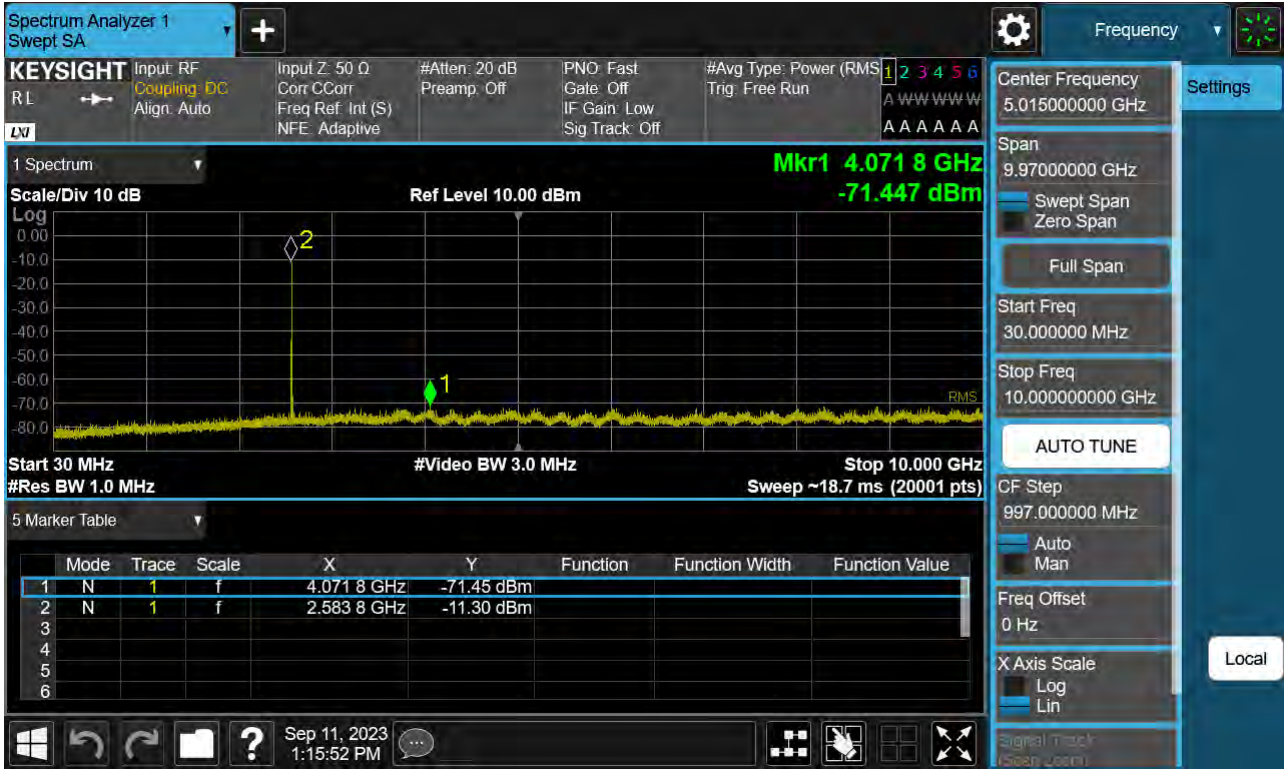 Spectrum Analyzer 1
Swept SA
+
Frequency
KEYSIGHT
R L
LXI
Input: RF
Coupling: DC
Align: Auto
Input Z: 50 Ω
Corr CCorr
Freq Ref: Int (S)
NFE: Adaptive
#Atten: 20 dB
Preamp: Off
PNO: Fast
Gate: Off
IF Gain: Low
Sig Track: Off
#Avg Type: Power (RMS
Trig: Free Run
1 2 3 4 5 6
A W W W W W
A A A A A A
1 Spectrum
Scale/Div 10 dB
Ref Level 10.00 dBm
Mkr1 4.071 8 GHz
-71.447 dBm
Log
0.00
-10.0
-20.0
-30.0
-40.0
-50.0
-60.0
-70.0
-80.0
2
1
RMS
Start 30 MHz
#Video BW 3.0 MHz
Stop 10.000 GHz
#Res BW 1.0 MHz
Sweep ~18.7 ms (20001 pts)
5 Marker Table
Mode Trace Scale X Y Function Function Width Function Value
1 N 1 f 4.071 8 GHz -71.45 dBm
2 N 1 f 2.583 8 GHz -11.30 dBm
3
4
5
6
?
Sep 11, 2023
1:15:52 PM
Center Frequency
5.015000000 GHz
Settings
Span
9.97000000 GHz
Swept Span
Zero Span
Full Span
Start Freq
30.000000 MHz
Stop Freq
10.000000000 GHz
AUTO TUNE
CF Step
997.000000 MHz
Auto
Man
Freq Offset
0 Hz
X Axis Scale
Log
Lin
Signal Track
(Span Zoom)
Local